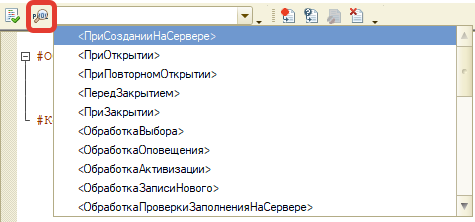 P()
<ПриСозданииНаСервере>
#О
<ПриОткрытии>
<ПриПовторномОткрытии>
<ПередЗакрытием>
#К
<ПриЗакрытии>
<ОбработкаВыбора>
<ОбработкаОповещения>
<ОбработкаАктивизации>
<ОбработкаЗаписиНового>
<ОбработкаПроверкиЗаполненияНаСервере>